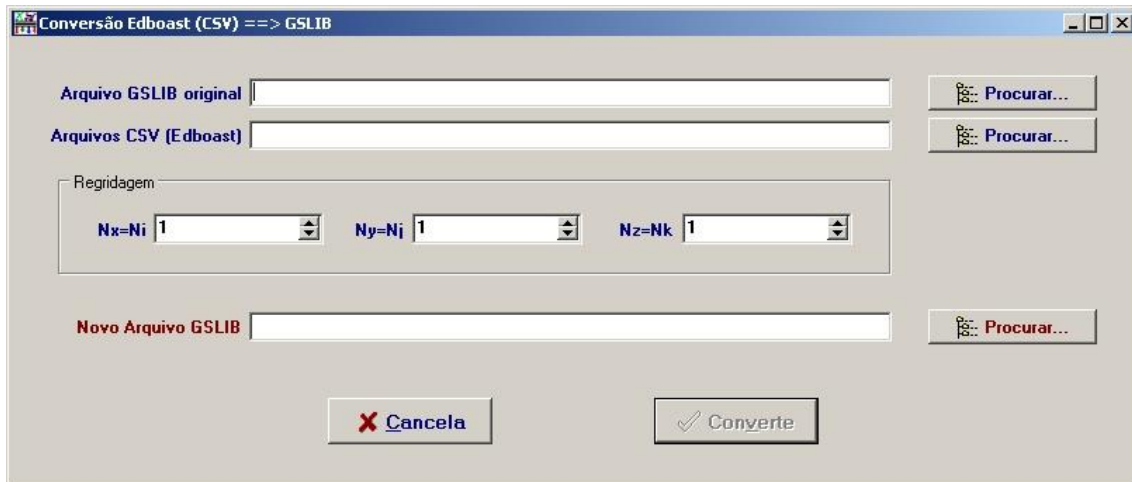 Conversão Edboast (CSV) ==> GSLIB
Arquivo GSLIB original Procurar...
Arquivos CSV (Edboast) Procurar...
Regridagem
Nx=Ni 1 Ny=Nj 1 Nz=Nk 1
Novo Arquivo GSLIB Procurar...
Cancela Converte